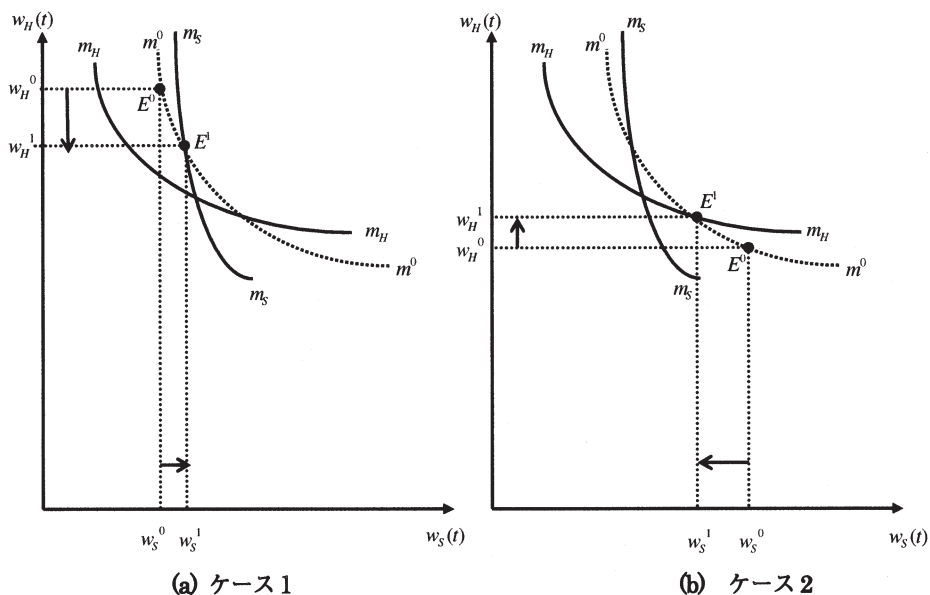 w_H(t)
m_H
m^0
m_S
w_H^0
E^0
w_H^1
E^1
m_H
m^0
m_S
w_S^0
w_S^1
w_S(t)
(a) ケース1
w_H(t)
m_H
m^0
m_S
E^1
w_H^1
w_H^0
E^0
m_H
m^0
m_S
w_S^1
w_S^0
w_S(t)
(b) ケース2